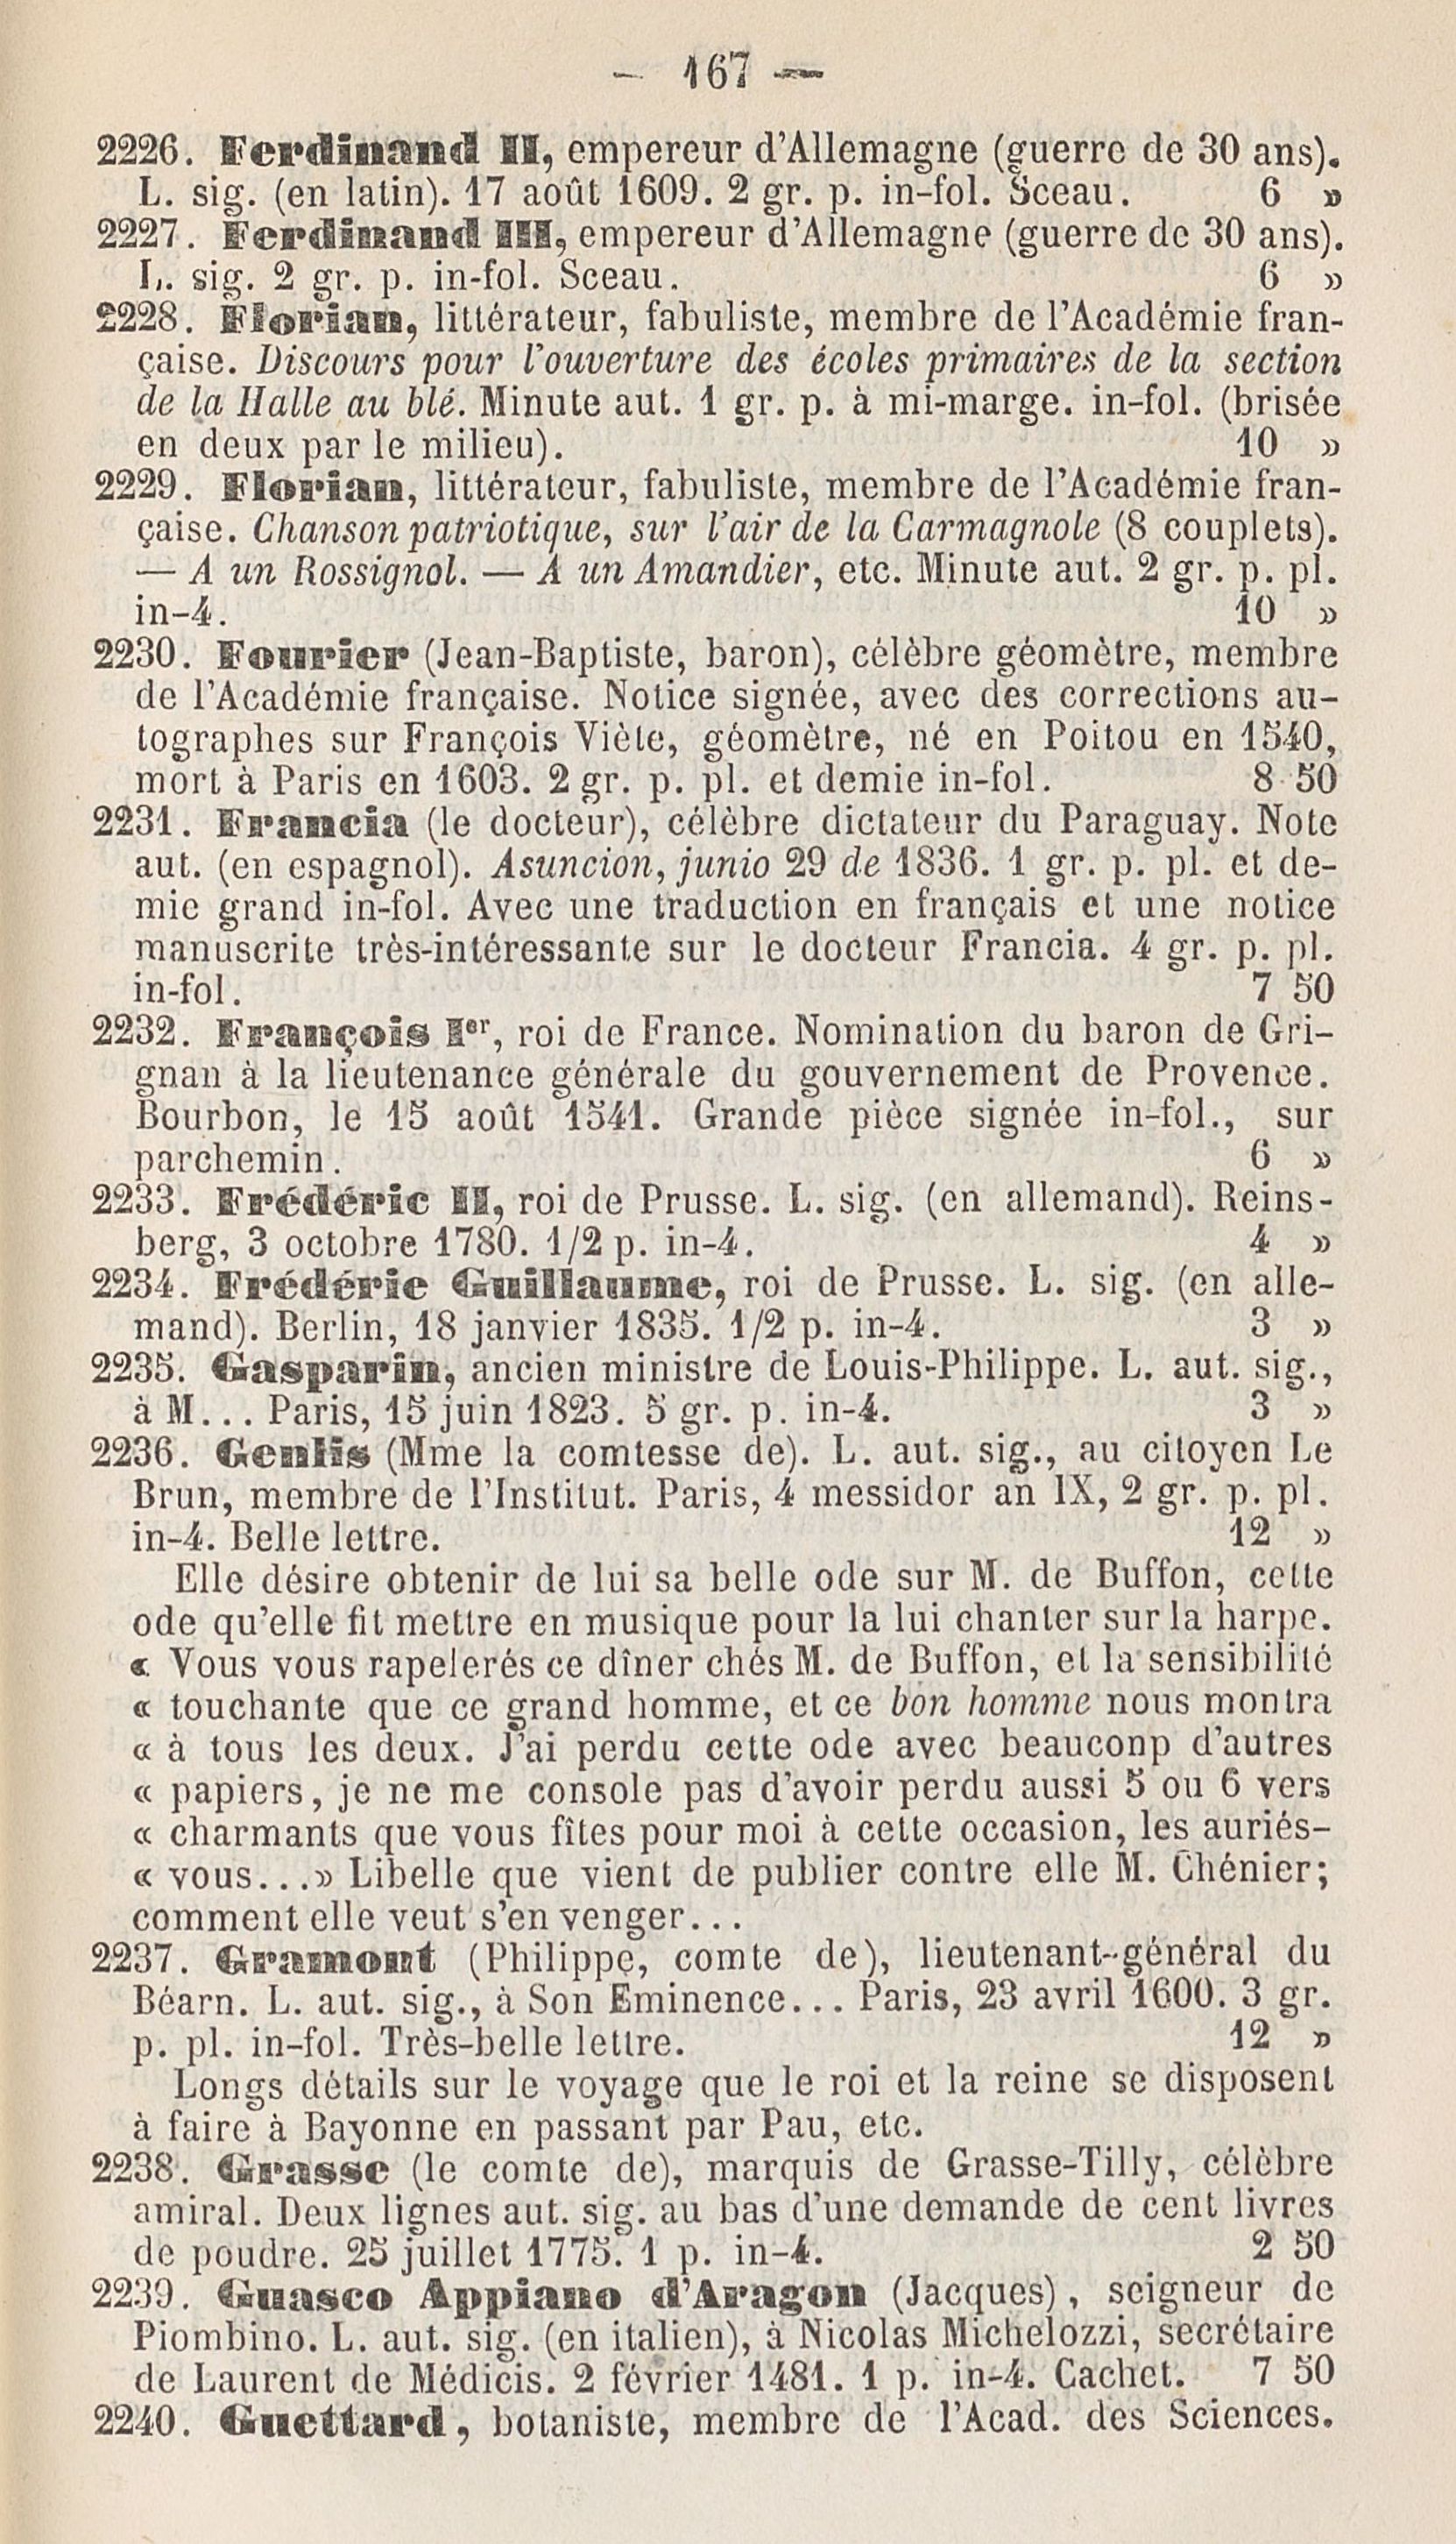 — 167 —
2226. Ferdinand II, empereur d'Allemagne (guerre de 30 ans).
L. sig. (en latin). 17 août 1609. 2 gr. p. in-fol. Sceau. 6 »
2227. Ferdinand III, empereur d'Allemagne (guerre de 30 ans).
L. sig. 2 gr. p. in-fol. Sceau. 6 »
2228. Florian, littérateur, fabuliste, membre de l'Académie fran-
çaise. Discours pour l'ouverture des écoles primaires de la section
de la Halle au blé. Minute aut. 1 gr. p. à mi-marge. in-fol. (brisée
en deux par le milieu). 10 »
2229. Florian, littérateur, fabuliste, membre de l'Académie fran-
çaise. Chanson patriotique, sur l'air de la Carmagnole (8 couplets).
— A un Rossignol. — A un Amandier, etc. Minute aut. 2 gr. p. pl.
in-4. 10 »
2230. Fourier (Jean-Baptiste, baron), célèbre géomètre, membre
de l'Académie française. Notice signée, avec des corrections au-
tographes sur François Viète, géomètre, né en Poitou en 1540,
mort à Paris en 1603. 2 gr. p. pl. et demie in-fol. 8 50
2231. Francia (le docteur), célèbre dictateur du Paraguay. Note
aut. (en espagnol). Asuncion, junio 29 de 1836. 1 gr. p. pl. et de-
mie grand in-fol. Avec une traduction en français et une notice
manuscrite très-intéressante sur le docteur Francia. 4 gr. p. pl.
in-fol. 7 50
2232. François Ier, roi de France. Nomination du baron de Gri-
gnan à la lieutenance générale du gouvernement de Provence.
Bourbon, le 15 août 1541. Grande pièce signée in-fol., sur
parchemin. 6 »
2233. Frédéric II, roi de Prusse. L. sig. (en allemand). Reins-
berg, 3 octobre 1780. 1/2 p. in-4. 4 »
2234. Frédéric Guillaume, roi de Prusse. L. sig. (en alle-
mand). Berlin, 18 janvier 1835. 1/2 p. in-4. 3 »
2235. Gasparin, ancien ministre de Louis-Philippe. L. aut. sig.,
à M... Paris, 15 juin 1823. 5 gr. p. in-4. 3 »
2236. Genlis (Mme la comtesse de). L. aut. sig., au citoyen Le
Brun, membre de l'Institut. Paris, 4 messidor an IX, 2 gr. p. pl.
in-4. Belle lettre. 12 »
Elle désire obtenir de lui sa belle ode sur M. de Buffon, cette
ode qu'elle fit mettre en musique pour la lui chanter sur la harpe.
« Vous vous rapelerés ce dîner chés M. de Buffon, et la sensibilité
« touchante que ce grand homme, et ce bon homme nous montra
« à tous les deux. J'ai perdu cette ode avec beauconp d'autres
« papiers, je ne me console pas d'avoir perdu aussi 5 ou 6 vers
« charmants que vous fîtes pour moi à cette occasion, les auriés-
« vous...» Libelle que vient de publier contre elle M. Chénier;
comment elle veut s'en venger...
2237. Gramont (Philippe, comte de), lieutenant-général du
Béarn. L. aut. sig., à Son Eminence... Paris, 23 avril 1600. 3 gr.
p. pl. in-fol. Très-belle lettre. 12 »
Longs détails sur le voyage que le roi et la reine se disposent
à faire à Bayonne en passant par Pau, etc.
2238. Grasse (le comte de), marquis de Grasse-Tilly, célèbre
amiral. Deux lignes aut. sig. au bas d'une demande de cent livres
de poudre. 25 juillet 1775. 1 p. in-4. 2 50
2239. Guasco Appiano d'Aragon (Jacques), seigneur de
Piombino. L. aut. sig. (en italien), à Nicolas Michelozzi, secrétaire
de Laurent de Médicis. 2 février 1481. 1 p. in-4. Cachet. 7 50
2240. Guettard, botaniste, membre de l'Acad. des Sciences.